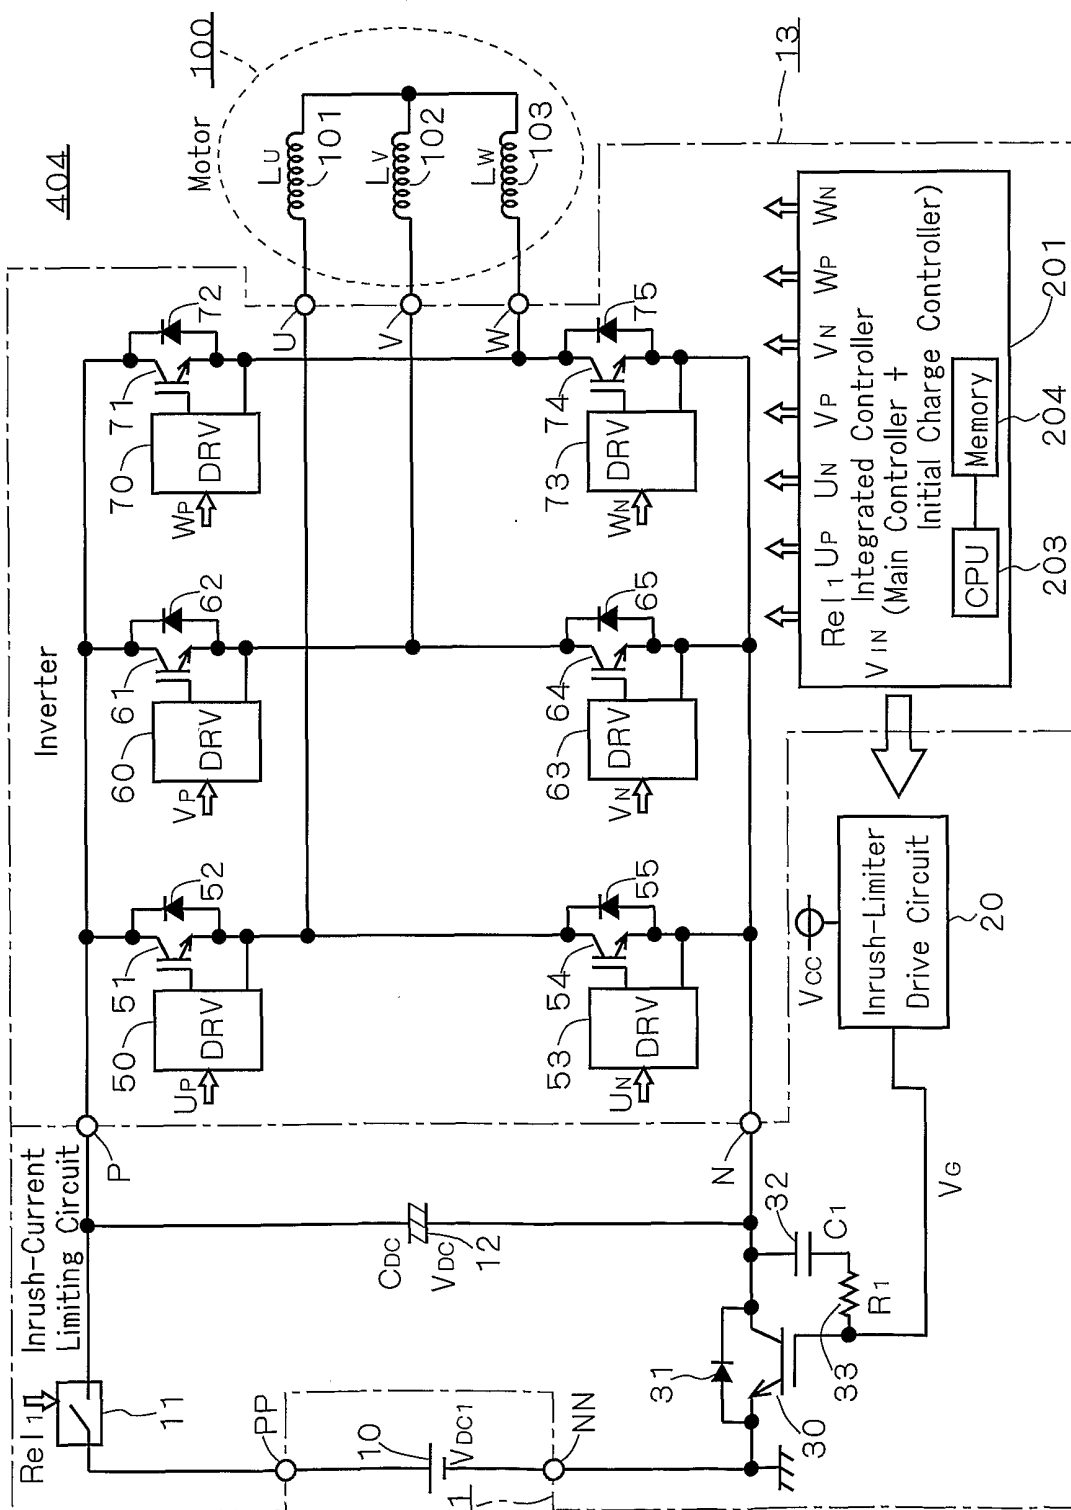 404
Inverter
Motor
100
Inrush-Current
Limiting Circuit
Rel1
11
P
PP
10
VDC1
1
NN
CDC
VDC
12
N
UP
50
DRV
51
52
VP
60
DRV
61
62
WP
70
DRV
71
72
UN
53
DRV
54
55
VN
63
DRV
64
65
WN
73
DRV
74
75
U
V
W
LU
101
LV
102
LW
103
13
31
30
32
C1
R1
33
VG
VCC
Inrush-Limiter
Drive Circuit
20
Rel1 UP UN VP VN WP WN
VIN
Integrated Controller
(Main Controller +
Initial Charge Controller)
CPU
Memory
203
204
201